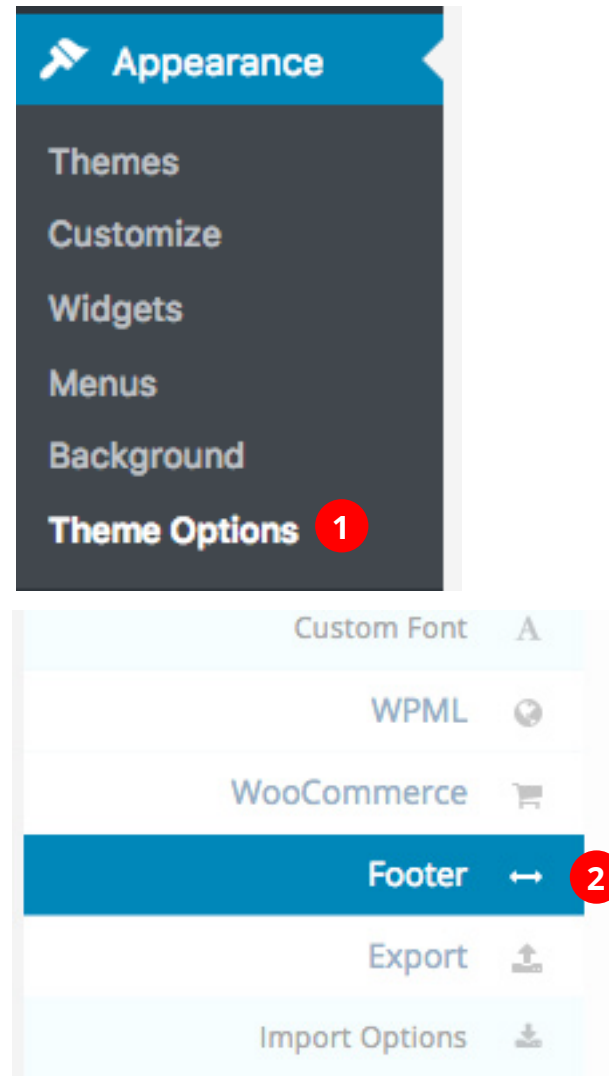 Appearance
Themes
Customize
Widgets
Menus
Background
Theme Options 1
Custom Font A
WPML
WooCommerce
Footer 2
Export
Import Options